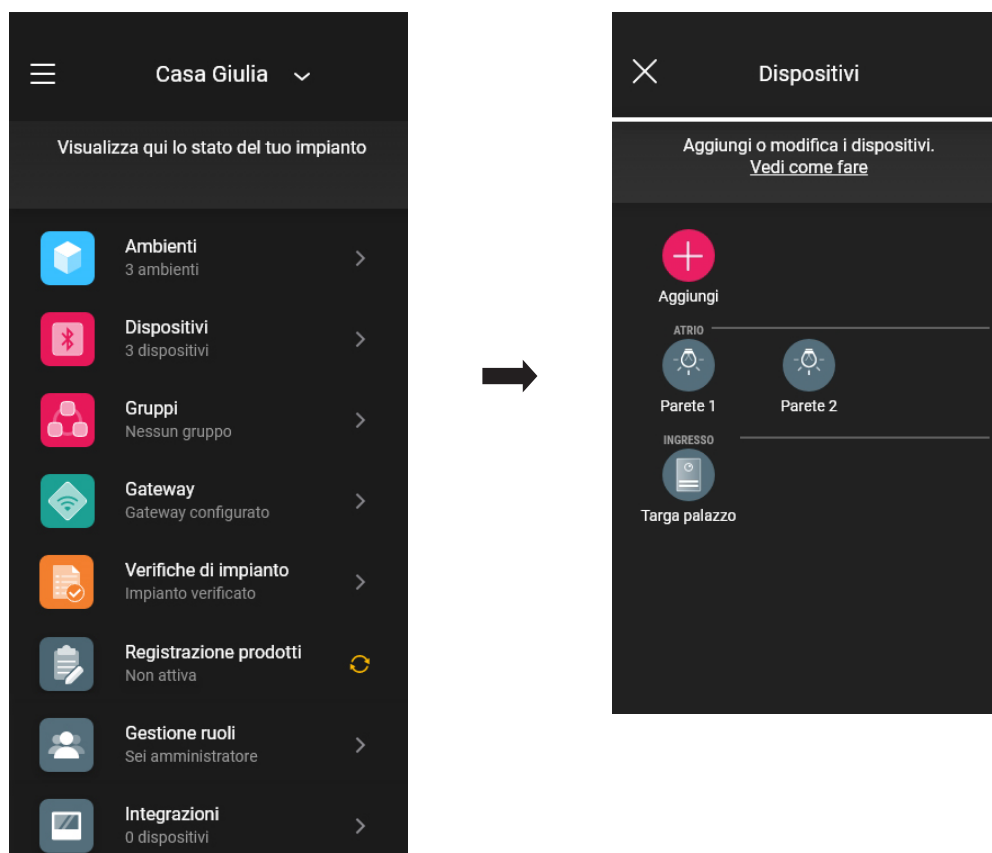 Casa Giulia
Visualizza qui lo stato del tuo impianto
Ambienti
3 ambienti
Dispositivi
3 dispositivi
Gruppi
Nessun gruppo
Gateway
Gateway configurato
Verifiche di impianto
Impianto verificato
Registrazione prodotti
Non attiva
Gestione ruoli
Sei amministratore
Integrazioni
0 dispositivi
Dispositivi
Aggiungi o modifica i dispositivi.
Vedi come fare
Aggiungi
ATRIO
Parete 1 Parete 2
INGRESSO
Targa palazzo